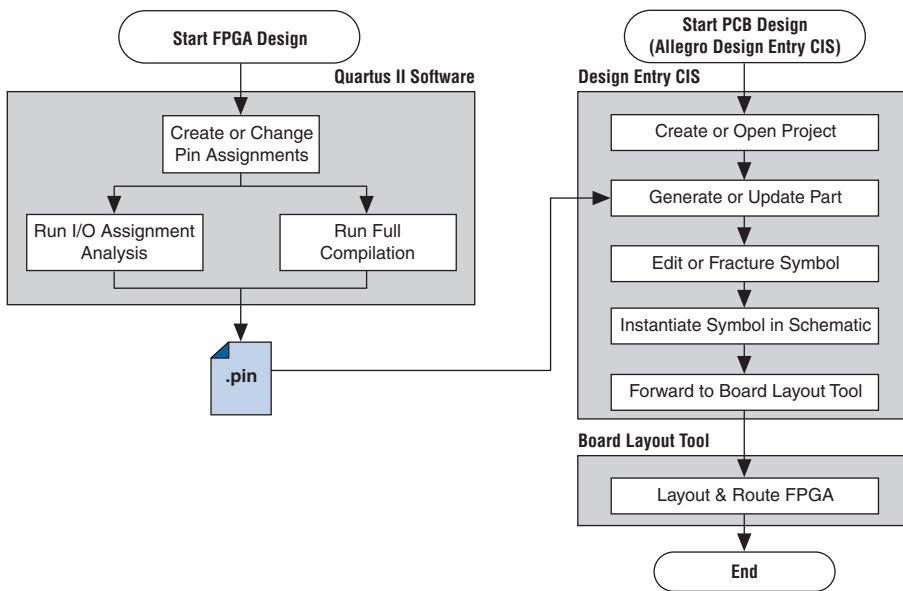 Start FPGA Design
Quartus II Software
Create or Change
Pin Assignments
Run I/O Assignment
Analysis
Run Full
Compilation
.pin
Start PCB Design
(Allegro Design Entry CIS)
Design Entry CIS
Create or Open Project
Generate or Update Part
Edit or Fracture Symbol
Instantiate Symbol in Schematic
Forward to Board Layout Tool
Board Layout Tool
Layout & Route FPGA
End